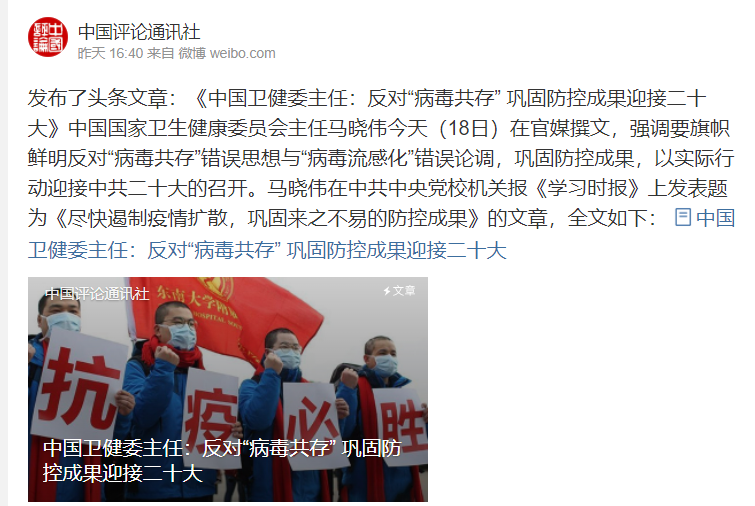 中国评论通讯社
昨天 16:40 来自 微博 weibo.com
发布了头条文章：《中国卫健委主任：反对“病毒共存” 巩固防控成果迎接二十
大》中国国家卫生健康委员会主任马晓伟今天（18日）在官媒撰文，强调要旗帜
鲜明反对“病毒共存”错误思想与“病毒流感化”错误论调，巩固防控成果，以实际行
动迎接中共二十大的召开。马晓伟在中共中央党校机关报《学习时报》上发表题
为《尽快遏制疫情扩散，巩固来之不易的防控成果》的文章，全文如下： 中国
卫健委主任：反对“病毒共存” 巩固防控成果迎接二十大
中国评论通讯社
文章
东南大学附属
HOSPITAL
抗疫必胜
中国卫健委主任：反对“病毒共存” 巩固防
控成果迎接二十大